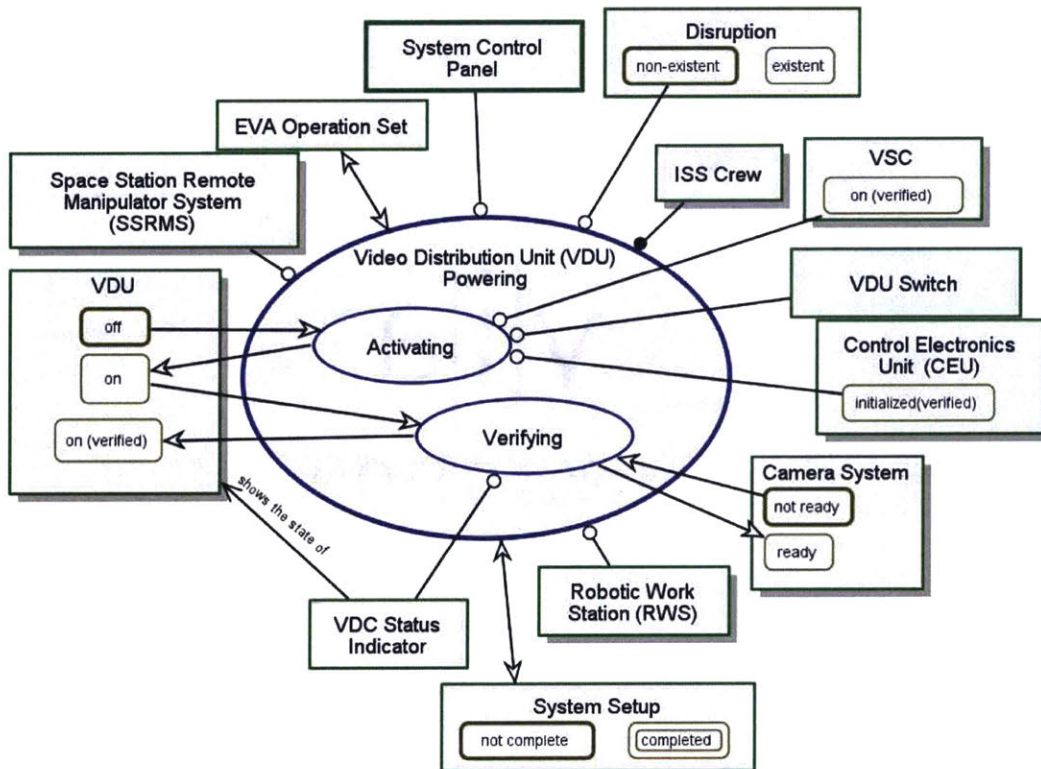 System Control
Panel
Disruption
non-existent
existent
EVA Operation Set
VSC
on (verified)
ISS Crew
Space Station Remote
Manipulator System
(SSRMS)
Video Distribution Unit (VDU)
Powering
VDU
off
on
on (verified)
Activating
VDU Switch
Control Electronics
Unit (CEU)
initialized(verified)
Verifying
Camera System
not ready
ready
shows the state of
VDC Status
Indicator
Robotic Work
Station (RWS)
System Setup
not complete
completed